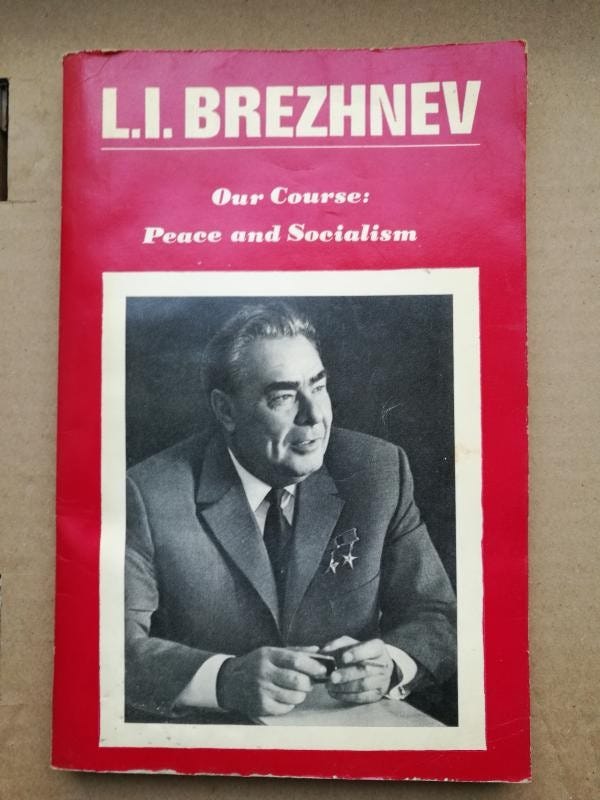 L.I. BREZHNEV
Our Course:
Peace and Socialism